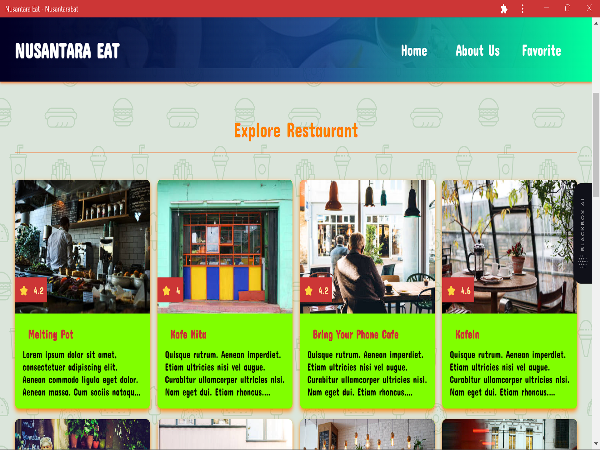 Nusantara Eat - NusantaraEat
NUSANTARA EAT
Home
About Us
Favorite
Explore Restaurant
BLACKBOX AI
4.2
4
4.2
4.6
Melting Pot
Lorem ipsum dolor sit amet,
consectetuer adipiscing elit.
Aenean commodo ligula eget dolor.
Aenean massa. Cum sociis natoqu...
Kafe Kita
Quisque rutrum. Aenean imperdiet.
Etiam ultricies nisi vel augue.
Curabitur ullamcorper ultricies nisi.
Nam eget dui. Etiam rhoncus....
Bring Your Phone Cafe
Quisque rutrum. Aenean imperdiet.
Etiam ultricies nisi vel augue.
Curabitur ullamcorper ultricies nisi.
Nam eget dui. Etiam rhoncus....
Kafein
Quisque rutrum. Aenean imperdiet.
Etiam ultricies nisi vel augue.
Curabitur ullamcorper ultricies nisi.
Nam eget dui. Etiam rhoncus....